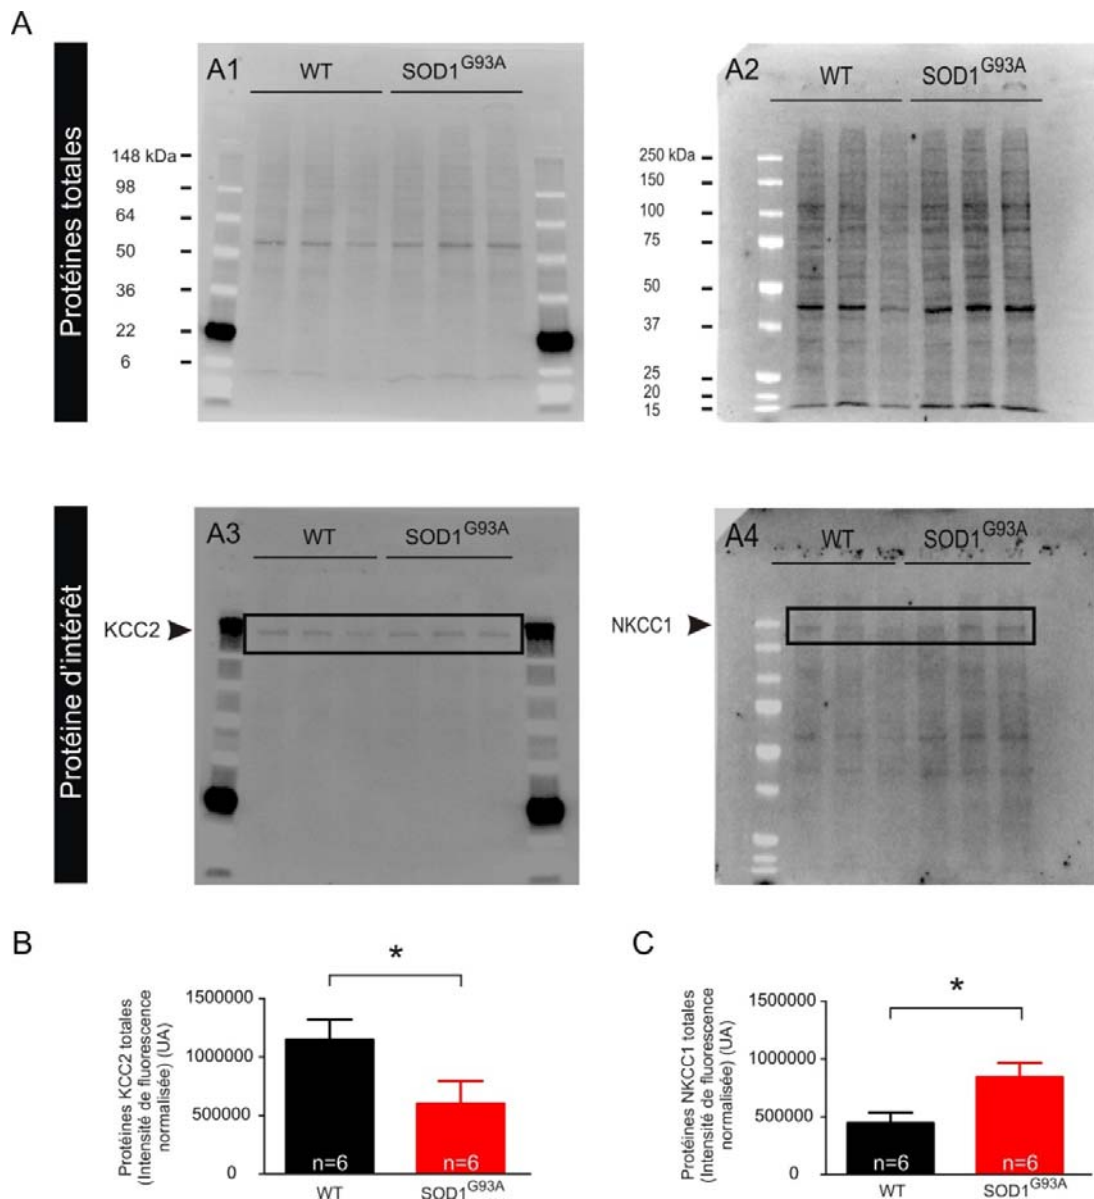 A
Protéines totales
A1
WT
SOD1G93A
148 kDa
98
64
50
36
22
6
A2
WT
SOD1G93A
250 kDa
150
100
75
50
37
25
20
15
Protéine d'intérêt
A3
WT
SOD1G93A
KCC2
A4
WT
SOD1G93A
NKCC1
B
Protéines KCC2 totales
(Intensité de fluorescence
normalisée) (UA)
1500000
1000000
500000
0
*
n=6
n=6
WT
SOD1G93A
C
Protéines NKCC1 totales
(Intensité de fluorescence
normalisée) (UA)
1500000
1000000
500000
0
*
n=6
n=6
WT
SOD1G93A